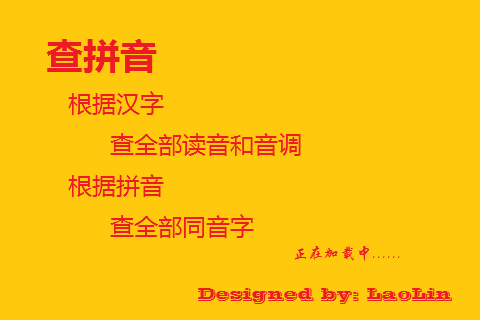 查拼音
根据汉字
查全部读音和音调
根据拼音
查全部同音字
正在加载中......
Designed by: LaoLin